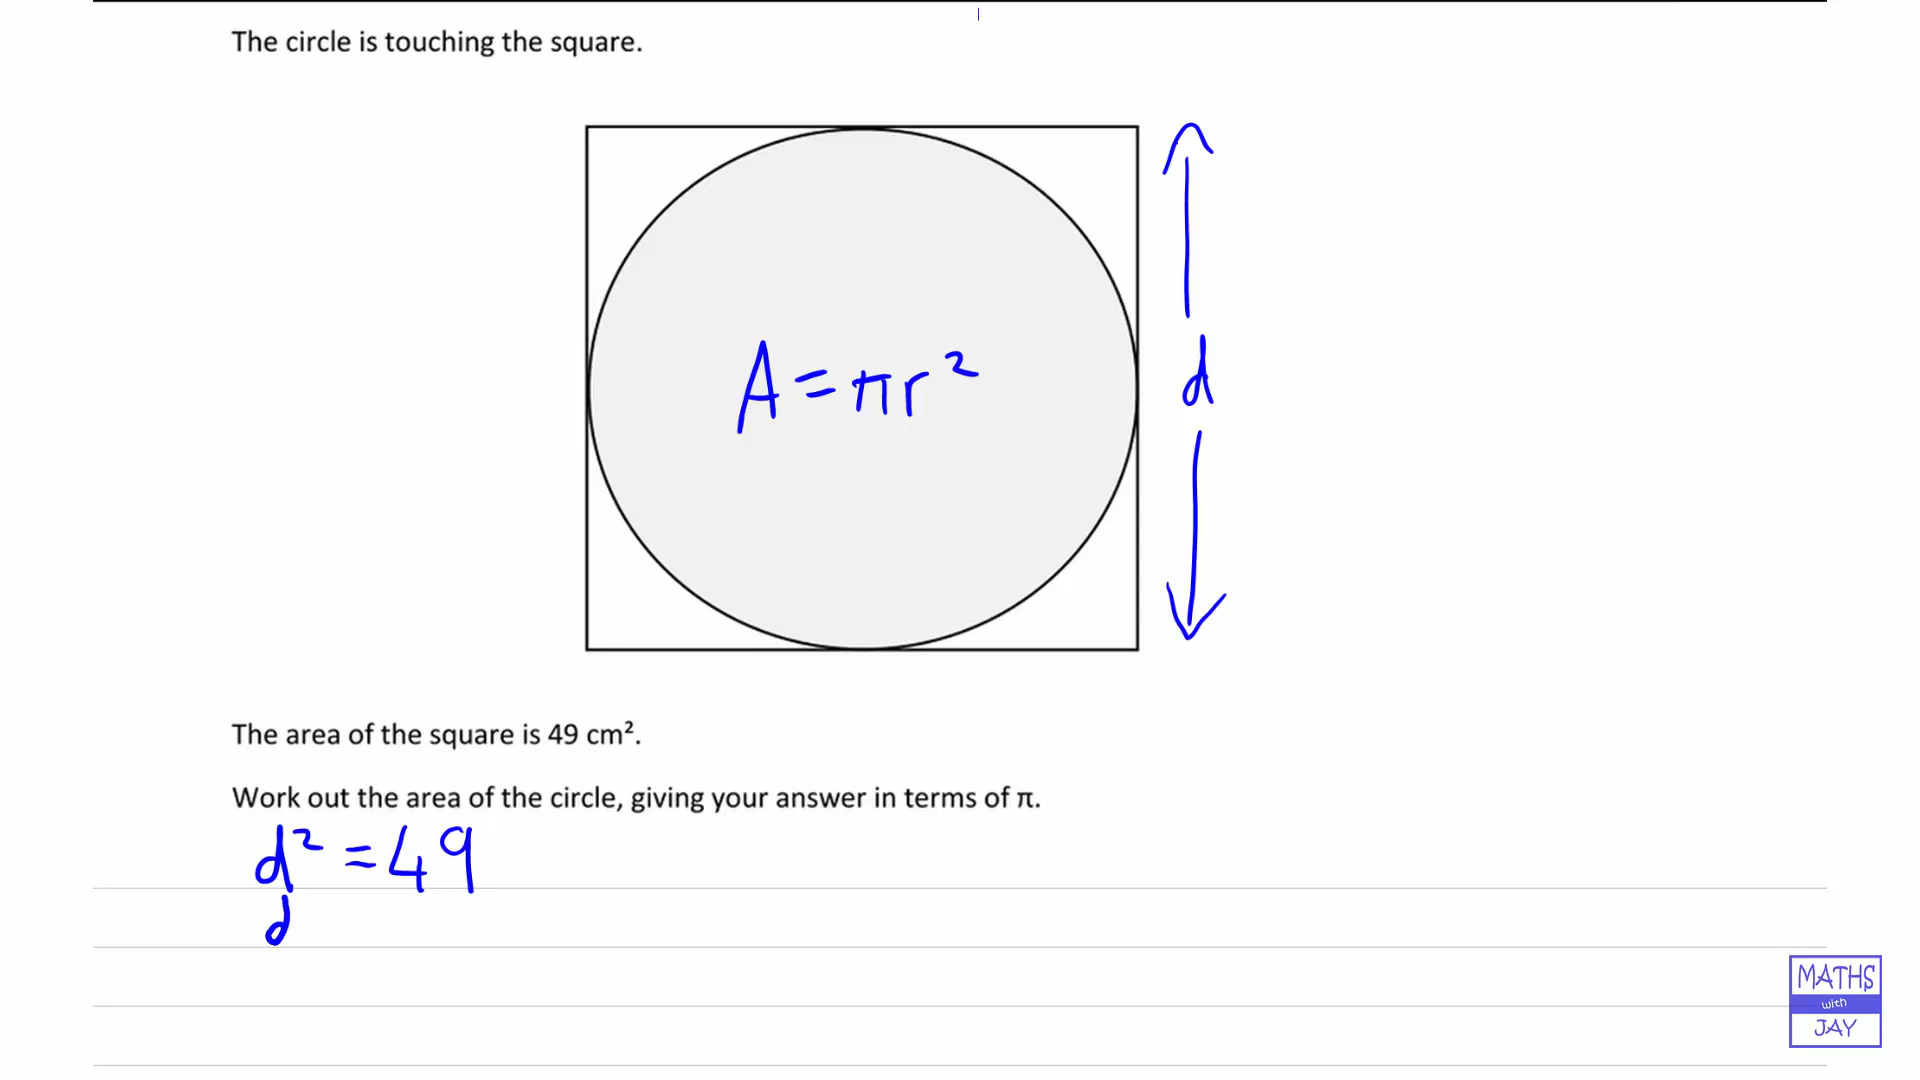 The circle is touching the square.
A = πr²
d
The area of the square is 49 cm².
Work out the area of the circle, giving your answer in terms of π.
d² = 49
d
MATHS
with
JAY